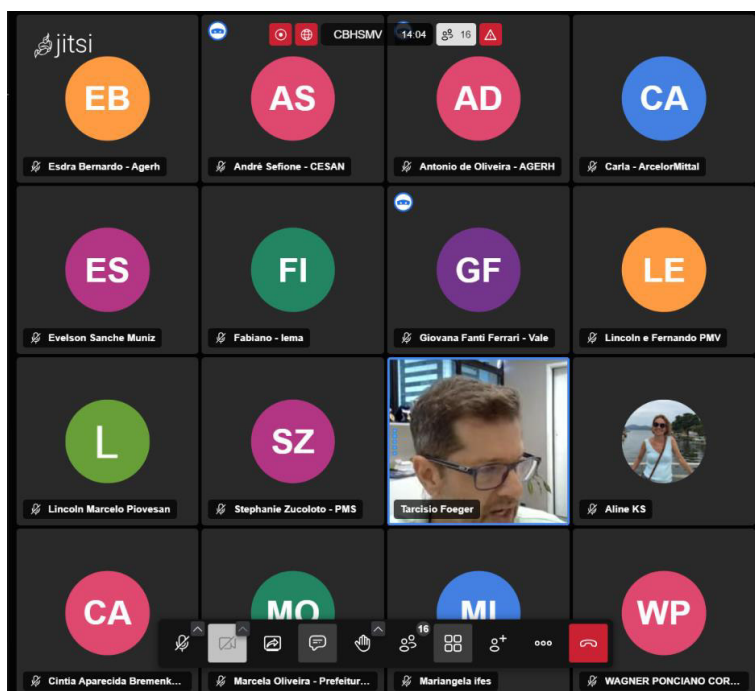 jitsi
CBHSMV 14:04 16
EB
AS
AD
CA
Esdra Bernardo - Agerh
André Sefione - CESAN
Antonio de Oliveira - AGERH
Carla - ArcelorMittal
ES
FI
GF
LE
Evelson Sanche Muniz
Fabiano - Iema
Giovana Fanti Ferrari - Vale
Lincoln e Fernando PMV
L
SZ
Lincoln Marcelo Piovesan
Stephanie Zucoloto - PMS
Tarcisio Foeger
Aline KS
CA
MO
MI
WP
16
Cintia Aparecida Bremenk...
Marcela Oliveira - Prefeitur...
Mariangela ifes
WAGNER PONCIANO COR...